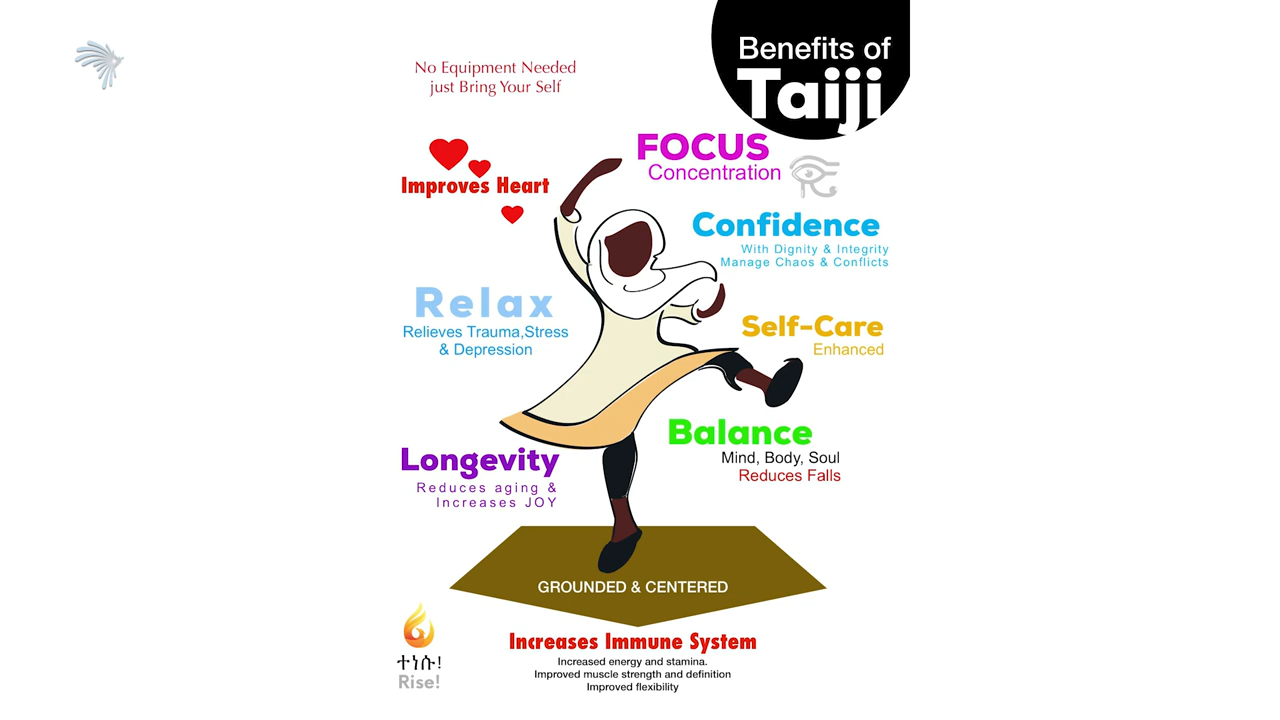 Benefits of
Taiji
No Equipment Needed
just Bring Your Self
FOCUS
Concentration
Improves Heart
Confidence
With Dignity & Integrity
Manage Chaos & Conflicts
Relax
Relieves Trauma,Stress
& Depression
Self-Care
Enhanced
Balance
Mind, Body, Soul
Reduces Falls
Longevity
Reduces aging &
Increases JOY
GROUNDED & CENTERED
Increases Immune System
Increased energy and stamina.
Improved muscle strength and definition
Improved flexibility
ተነሱ!
Rise!